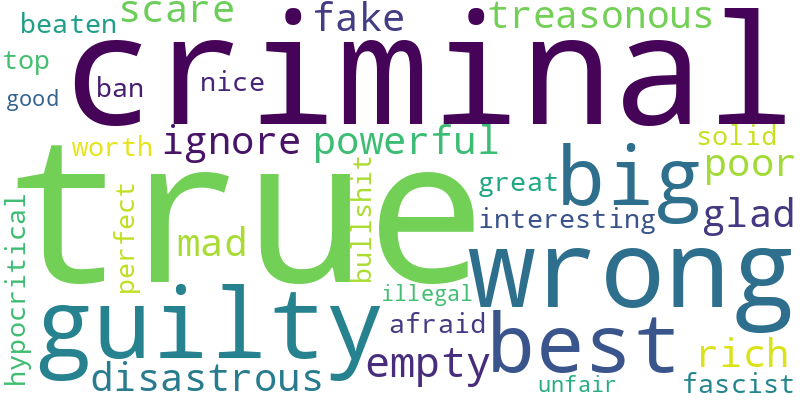 scare
fake
treasonous
beaten
criminal
top
ban
nice
good
worth
ignore
powerful
solid
poor
true
bullshit
great
big
hypocritical
perfect
mad
interesting
glad
wrong
guilty
illegal
afraid
best
disastrous
empty
rich
unfair
fascist